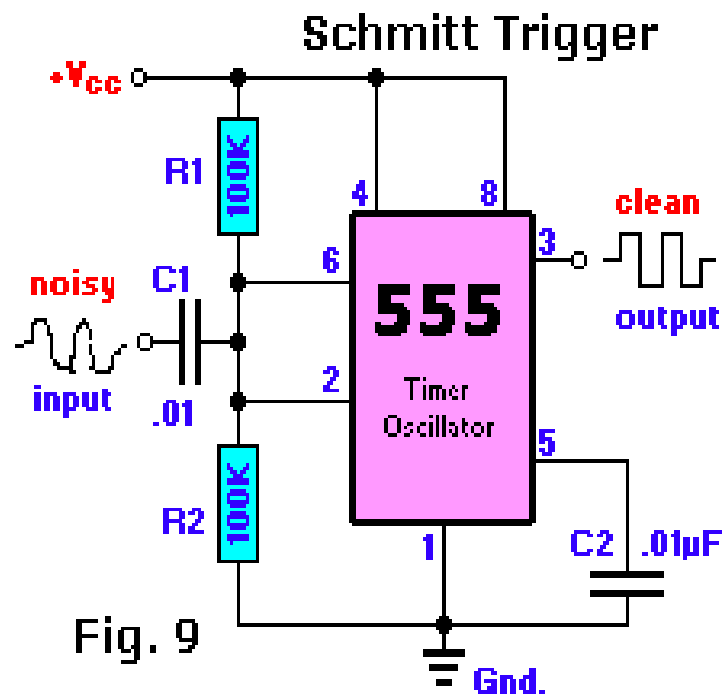 Schmitt Trigger
+Vcc
R1
100K
4
8
clean
3
6
C1
noisy
555
output
2
input
.01
Timer
Oscillator
5
R2
100K
1
C2
.01µF
Fig. 9
Gnd.